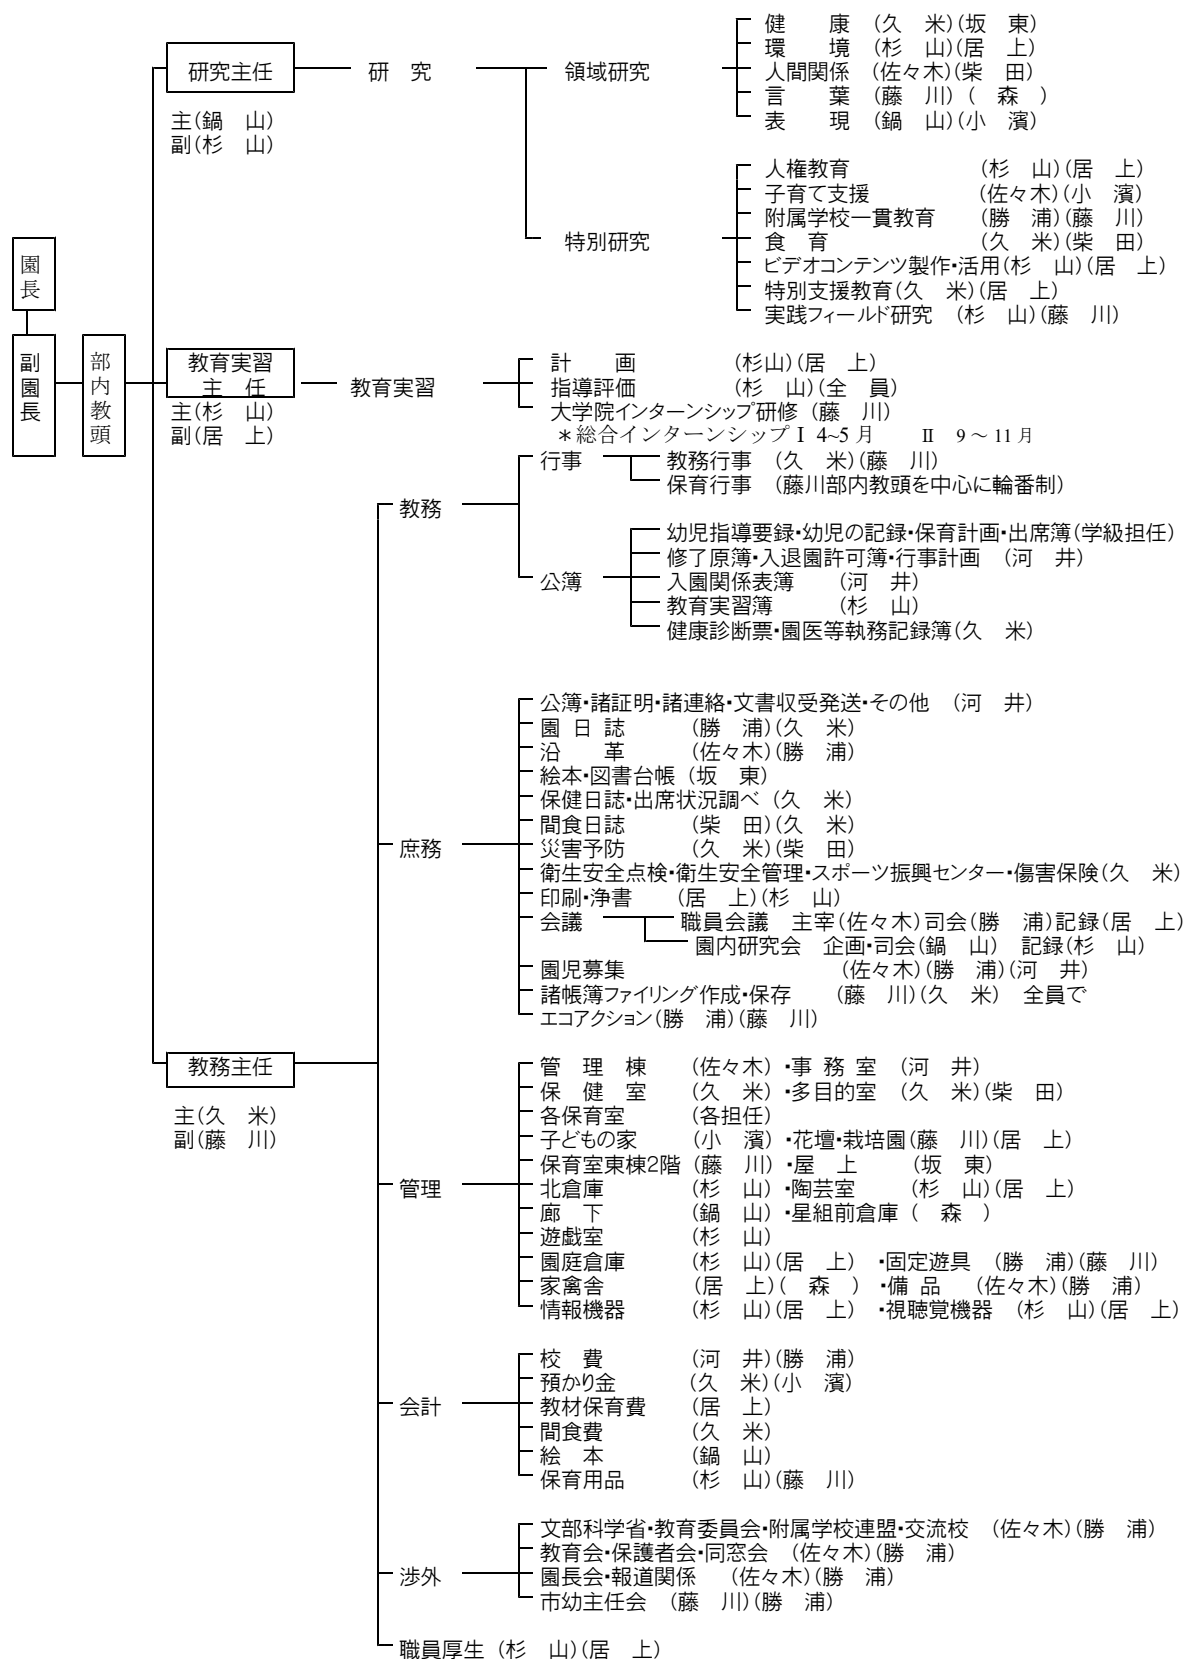 園長
副園長
部内教頭
研究主任
主(鍋　山)
副(杉　山)
研　究
領域研究
健　　康　(久　米)(坂　東)
環　　境　(杉　山)(居　上)
人間関係　(佐々木)(柴　田)
言　　葉　(藤　川)(　森　)
表　　現　(鍋　山)(小　濱)
特別研究
人権教育　(杉　山)(居　上)
子育て支援　(佐々木)(小　濱)
附属学校一貫教育　(勝　浦)(藤　川)
食　育　(久　米)(柴　田)
ビデオコンテンツ製作・活用(杉　山)(居　上)
特別支援教育(久　米)(居　上)
実践フィールド研究　(杉　山)(藤　川)
教育実習
主　任
主(杉　山)
副(居　上)
教育実習
計　　画　(杉山)(居　上)
指導評価　(杉　山)(全　員)
大学院インターンシップ研修　(藤　川)
＊総合インターンシップⅠ 4~5 月　　Ⅱ　9 ～ 11 月
教務主任
主(久　米)
副(藤　川)
教務
行事
教務行事　(久　米)(藤　川)
保育行事　(藤川部内教頭を中心に輪番制)
公簿
幼児指導要録・幼児の記録・保育計画・出席簿(学級担任)
修了原簿・入退園許可簿・行事計画　(河　井)
入園関係表簿　(河　井)
教育実習簿　(杉　山)
健康診断票・園医等執務記録簿(久　米)
庶務
公簿・諸証明・諸連絡・文書収受発送・その他　(河　井)
園 日 誌　(勝　浦)(久　米)
沿　　革　(佐々木)(勝　浦)
絵本・図書台帳　(坂　東)
保健日誌・出席状況調べ　(久　米)
間食日誌　(柴　田)(久　米)
災害予防　(久　米)(柴　田)
衛生安全点検・衛生安全管理・スポーツ振興センター・傷害保険(久　米)
印刷・浄書　(居　上)(杉　山)
会議　職員会議　主宰(佐々木)司会(勝　浦)記録(居　上)
園内研究会　企画・司会(鍋　山)　記録(杉　山)
園児募集　(佐々木)(勝　浦)(河　井)
諸帳簿ファイリング作成・保存　(藤　川)(久　米)　全員で
エコアクション(勝　浦)(藤　川)
管理
管　理　棟　(佐々木)　・事 務 室　(河　井)
保　健　室　(久　米)　・多目的室　(久　米)(柴　田)
各保育室　(各担任)
子どもの家　(小　濱)　・花壇・栽培園(藤　川)(居　上)
保育室東棟2階　(藤　川)　・屋　上　(坂　東)
北倉庫　(杉　山)　・陶芸室　(杉　山)(居　上)
廊　下　(鍋　山)　・星組前倉庫　(　森　)
遊戯室　(杉　山)
園庭倉庫　(杉　山)(居　上)　・固定遊具　(勝　浦)(藤　川)
家禽舎　(居　上)(　森　)　・備 品　(佐々木)(勝　浦)
情報機器　(杉　山)(居　上)　・視聴覚機器　(杉　山)(居　上)
会計
校　費　(河　井)(勝　浦)
預かり金　(久　米)(小　濱)
教材保育費　(居　上)
間食費　(久　米)
絵　本　(鍋　山)
保育用品　(杉　山)(藤　川)
渉外
文部科学省・教育委員会・附属学校連盟・交流校　(佐々木)(勝　浦)
教育会・保護者会・同窓会　(佐々木)(勝　浦)
園長会・報道関係　(佐々木)(勝　浦)
市幼主任会　(藤　川)(勝　浦)
職員厚生　(杉　山)(居　上)